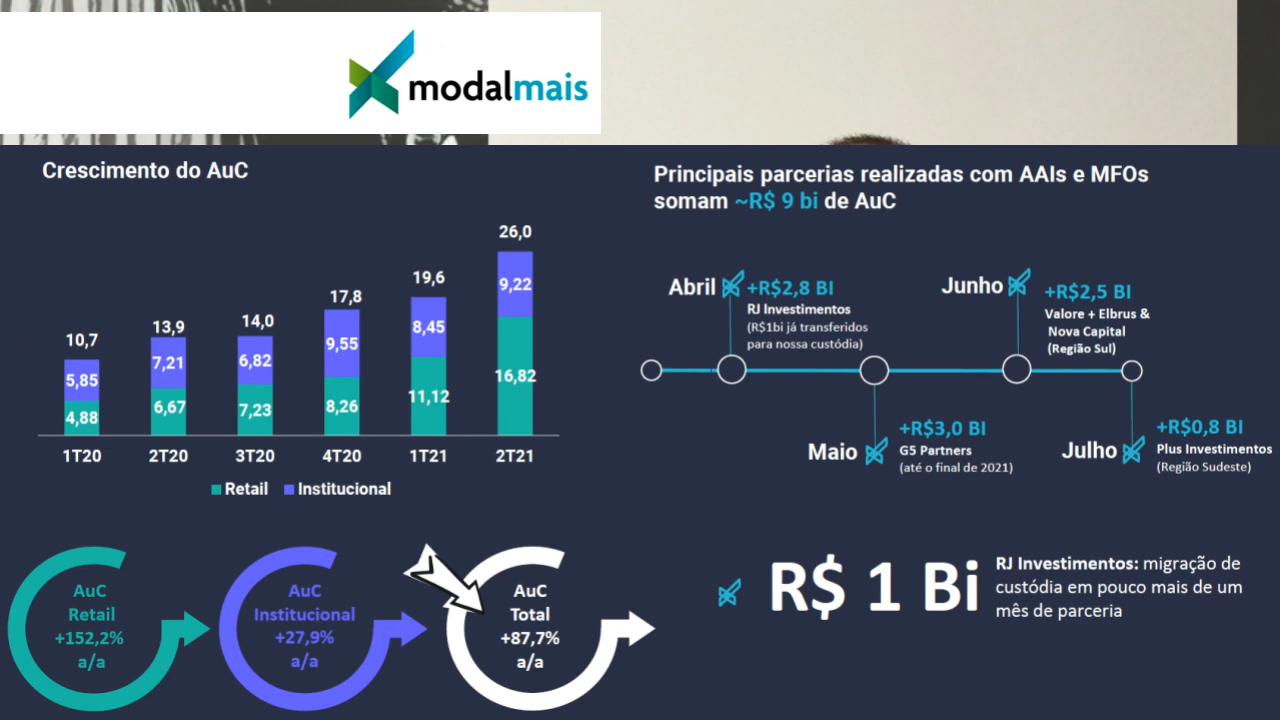 modalmais
Crescimento do AuC
26,0
19,6
17,8
14,0
13,9
10,7
9,22
8,45
9,55
6,82
7,21
5,85
16,82
11,12
8,26
7,23
6,67
4,88
1T20 2T20 3T20 4T20 1T21 2T21
Retail Institucional
AuC
Retail
+152,2%
a/a
AuC
Institucional
+27,9%
a/a
AuC
Total
+87,7%
a/a
Principais parcerias realizadas com AAIs e MFOs
somam ~R$ 9 bi de AuC
Abril
+R$2,8 BI
RJ Investimentos
(R$1bi já transferidos
para nossa custódia)
Maio
+R$3,0 BI
G5 Partners
(até o final de 2021)
Junho
+R$2,5 BI
Valore + Elbrus &
Nova Capital
(Região Sul)
Julho
+R$0,8 BI
Plus Investimentos
(Região Sudeste)
R$ 1 Bi
RJ Investimentos: migração de
custódia em pouco mais de um
mês de parceria